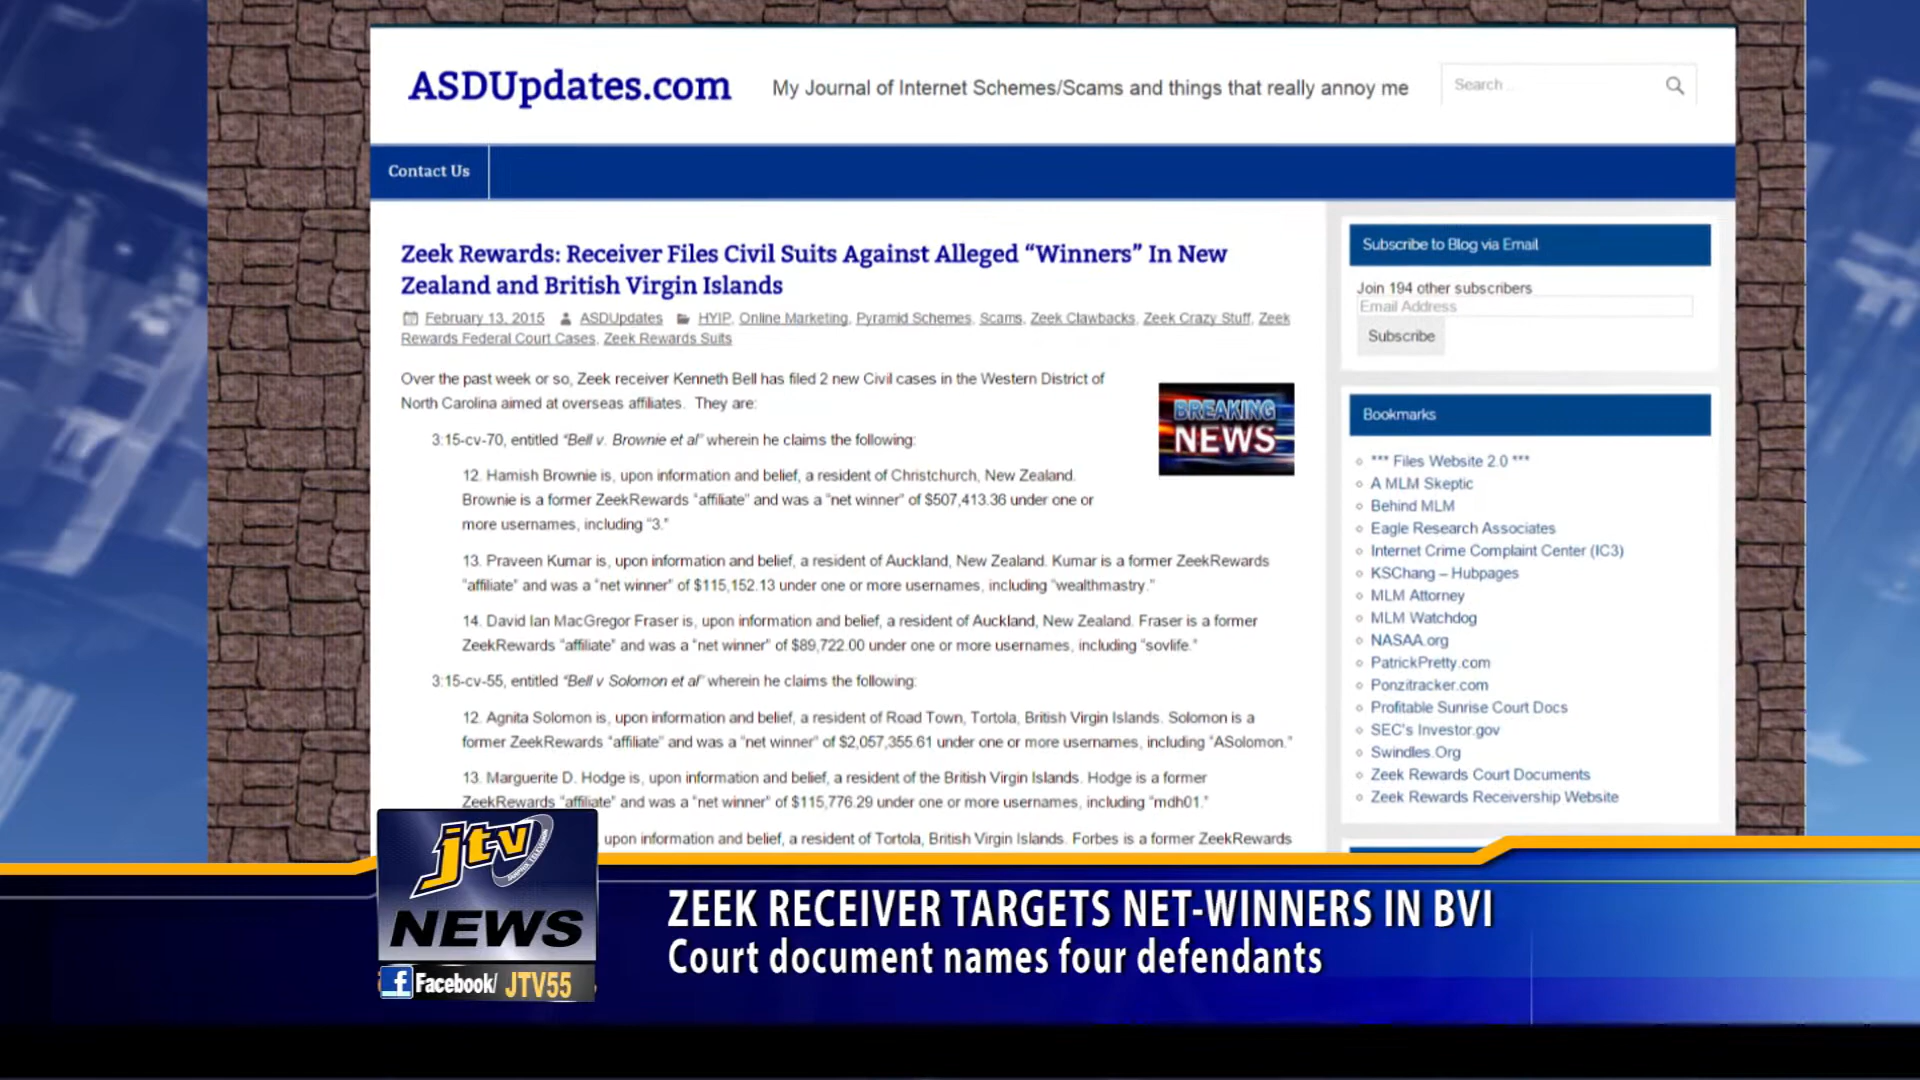 ASDUpdates.com
My Journal of Internet Schemes/Scams and things that really annoy me
Search ..
Contact Us
Zeek Rewards: Receiver Files Civil Suits Against Alleged “Winners” In New
Zealand and British Virgin Islands
February 13, 2015 ASDUpdates HYIP, Online Marketing, Pyramid Schemes, Scams, Zeek Clawbacks, Zeek Crazy Stuff, Zeek
Rewards Federal Court Cases, Zeek Rewards Suits
Over the past week or so, Zeek receiver Kenneth Bell has filed 2 new Civil cases in the Western District of
North Carolina aimed at overseas affiliates. They are:
BREAKING
NEWS
3:15-cv-70, entitled “Bell v. Brownie et al” wherein he claims the following:
12. Hamish Brownie is, upon information and belief, a resident of Christchurch, New Zealand.
Brownie is a former ZeekRewards “affiliate” and was a “net winner” of $507,413.36 under one or
more usernames, including “3.”
13. Praveen Kumar is, upon information and belief, a resident of Auckland, New Zealand. Kumar is a former ZeekRewards
“affiliate” and was a “net winner” of $115,152.13 under one or more usernames, including “wealthmastry.”
14. David Ian MacGregor Fraser is, upon information and belief, a resident of Auckland, New Zealand. Fraser is a former
ZeekRewards “affiliate” and was a “net winner” of $89,722.00 under one or more usernames, including “sovlife.”
3:15-cv-55, entitled “Bell v Solomon et al” wherein he claims the following:
12. Agnita Solomon is, upon information and belief, a resident of Road Town, Tortola, British Virgin Islands. Solomon is a
former ZeekRewards “affiliate” and was a “net winner” of $2,057,355.61 under one or more usernames, including “ASolomon.”
13. Marguerite D. Hodge is, upon information and belief, a resident of the British Virgin Islands. Hodge is a former
ZeekRewards “affiliate” and was a “net winner” of $115,776.29 under one or more usernames, including “mdh01.”
upon information and belief, a resident of Tortola, British Virgin Islands. Forbes is a former ZeekRewards
Subscribe to Blog via Email
Join 194 other subscribers
Email Address
Subscribe
Bookmarks
*** Files Website 2.0 ***
A MLM Skeptic
Behind MLM
Eagle Research Associates
Internet Crime Complaint Center (IC3)
KSChang – Hubpages
MLM Attorney
MLM Watchdog
NASAA.org
PatrickPretty.com
Ponzitracker.com
Profitable Sunrise Court Docs
SEC's Investor.gov
Swindles.Org
Zeek Rewards Court Documents
Zeek Rewards Receivership Website
jtv
NEWS
Facebook/ JTV55
ZEEK RECEIVER TARGETS NET-WINNERS IN BVI
Court document names four defendants